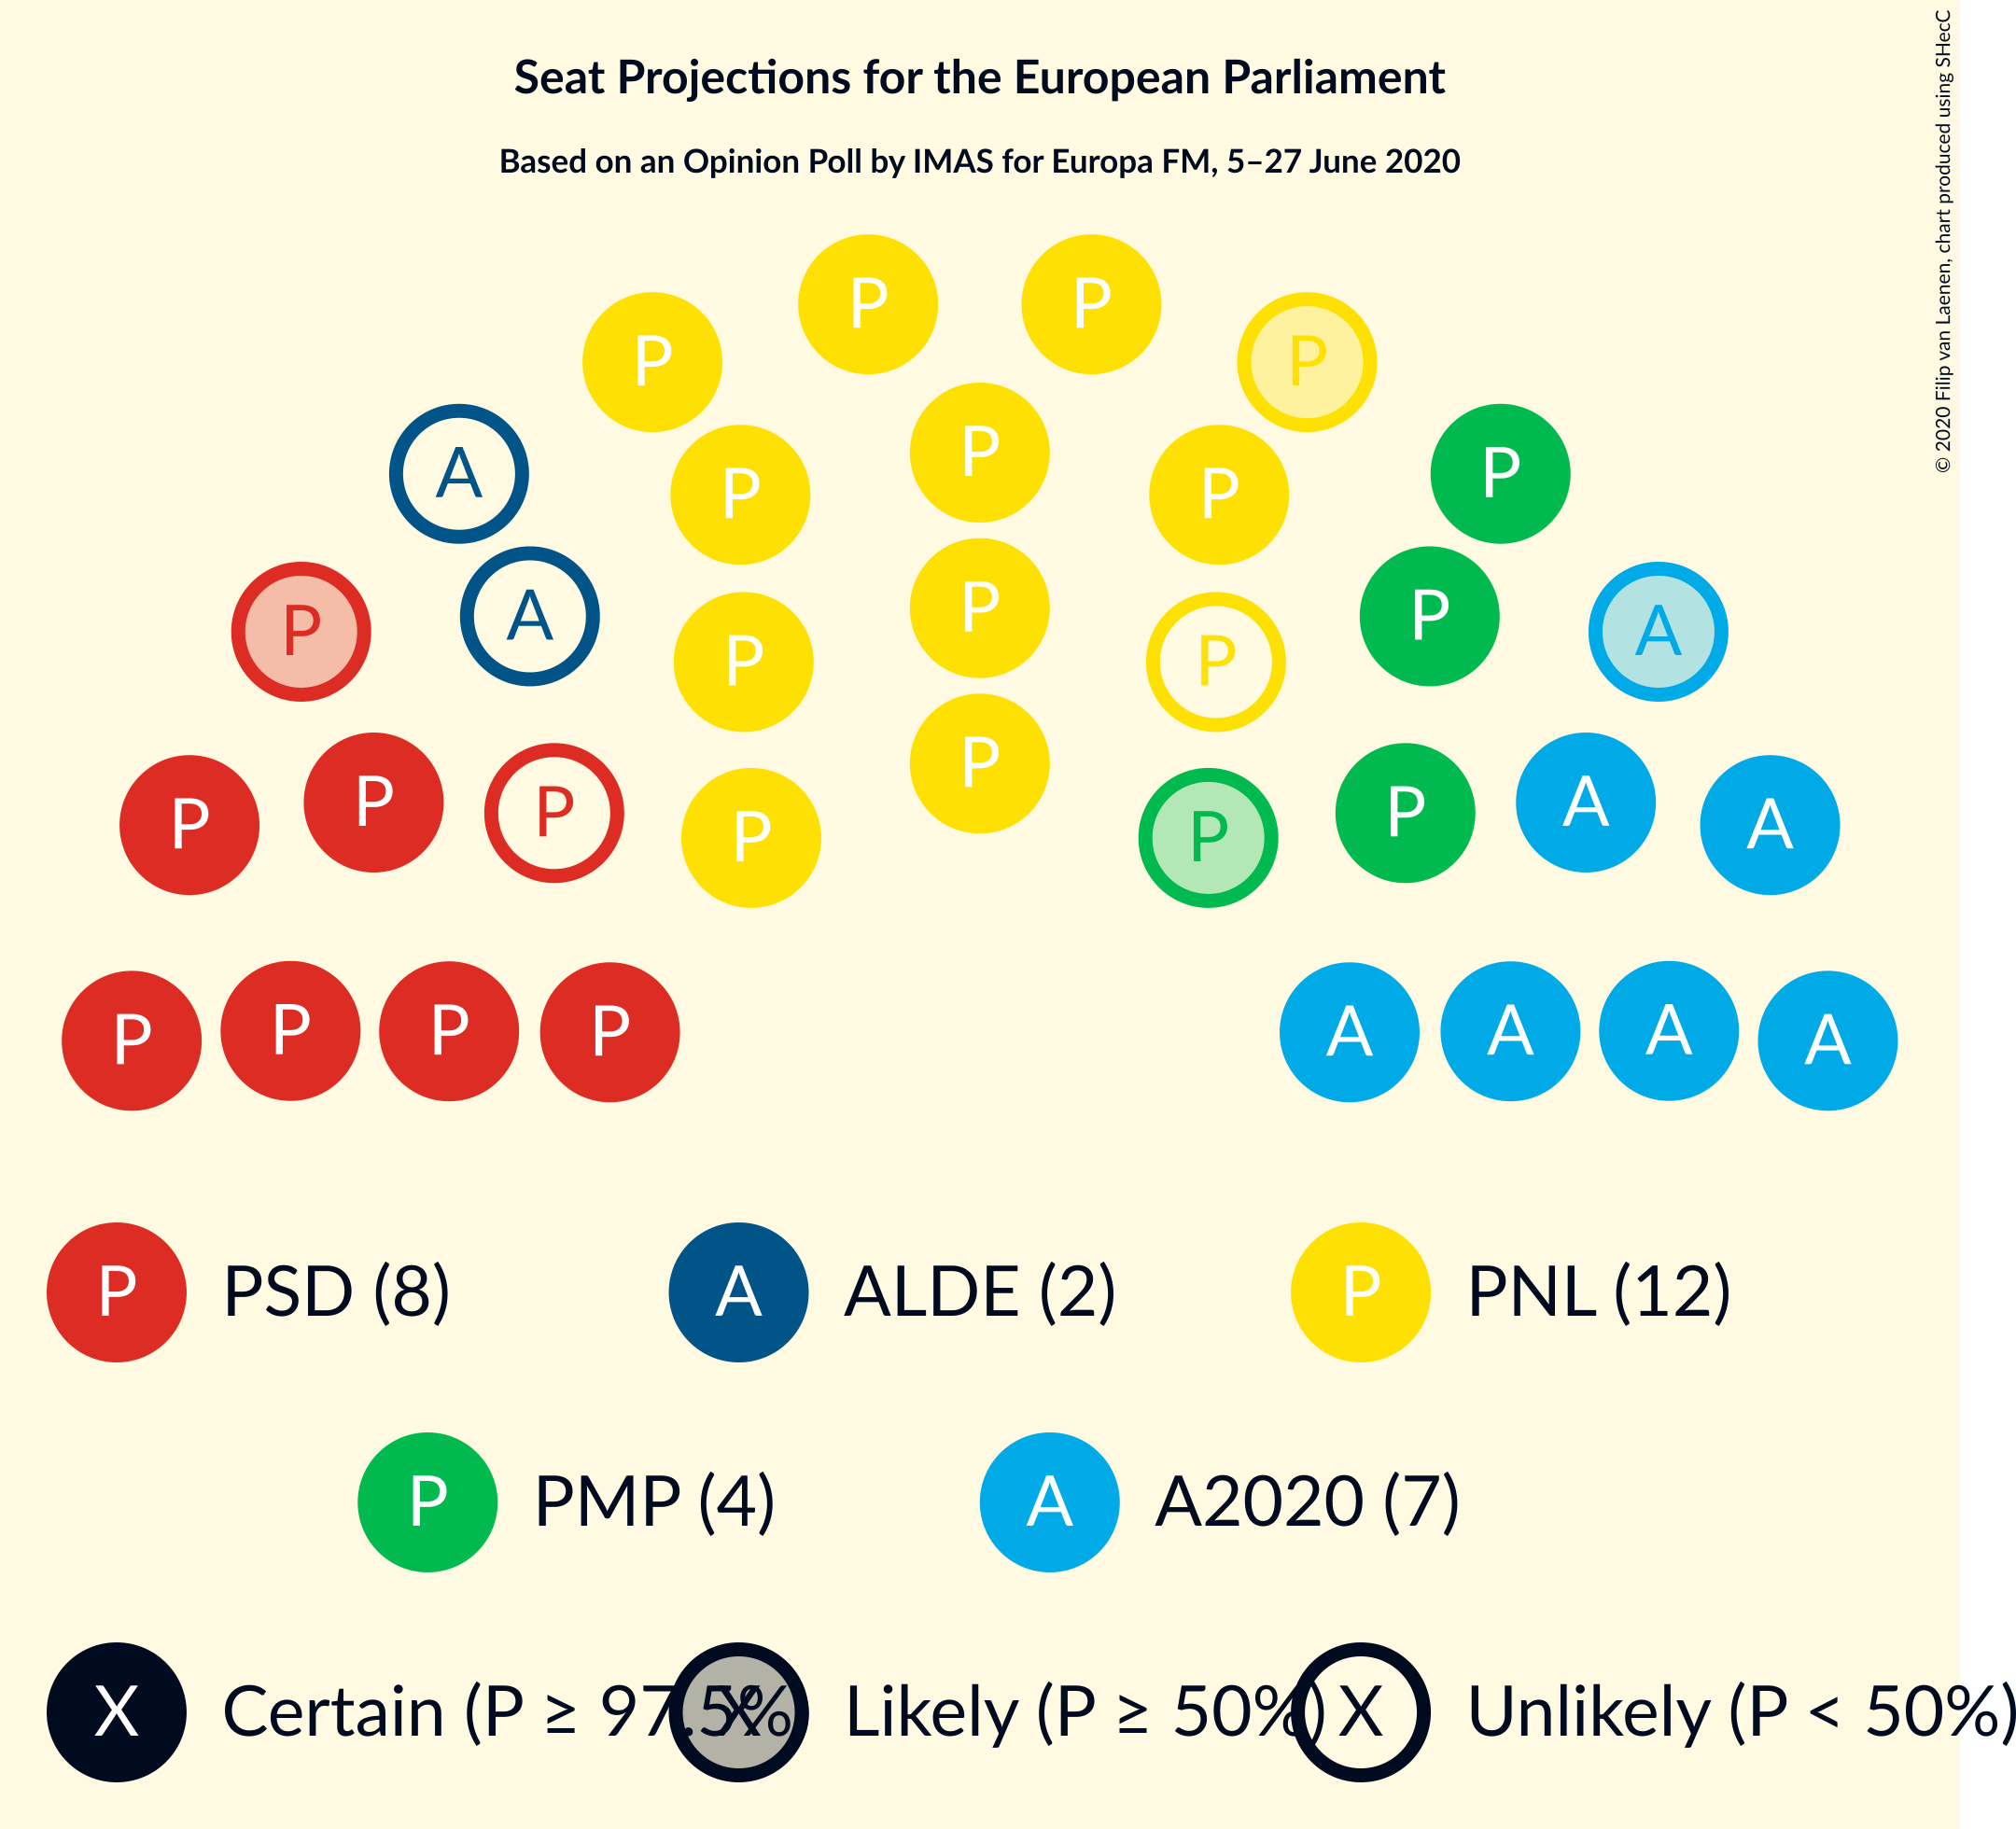 Seat Projections for the European Parliament
Based on an Opinion Poll by IMAS for Europa FM, 5–27 June 2020
© 2020 Filip van Laenen, chart produced using SHecC
P P
P P
P
A P P P P
A P P P P A
P P P P P
P P P P P P A A
P P P P A A A A
P PSD (8) A ALDE (2) P PNL (12)
P PMP (4) A A2020 (7)
X Certain (P ≥ 97.5% X Likely (P ≥ 50%) X Unlikely (P < 50%)